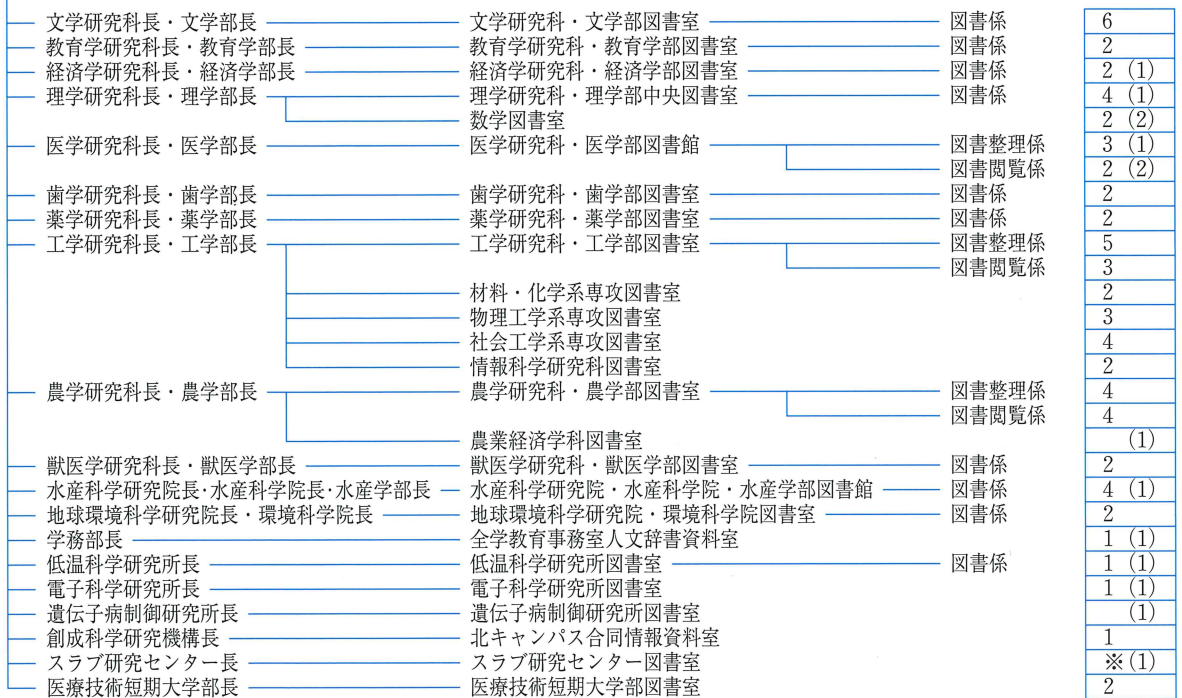 文学研究科長・文学部長 文学研究科・文学部図書室 図書係 6
教育学研究科長・教育学部長 教育学研究科・教育学部図書室 図書係 2
経済学研究科長・経済学部長 経済学研究科・経済学部図書室 図書係 2 (1)
理学研究科長・理学部長 理学研究科・理学部中央図書室 図書係 4 (1)
数学図書室 2 (2)
医学研究科長・医学部長 医学研究科・医学部図書館 図書整理係 3 (1)
図書閲覧係 2 (2)
歯学研究科長・歯学部長 歯学研究科・歯学部図書室 図書係 2
薬学研究科長・薬学部長 薬学研究科・薬学部図書室 図書係 2
工学研究科長・工学部長 工学研究科・工学部図書室 図書整理係 5
図書閲覧係 3
材料・化学系専攻図書室 2
物理工学系専攻図書室 3
社会工学系専攻図書室 4
情報科学研究科図書室 2
農学研究科長・農学部長 農学研究科・農学部図書室 図書整理係 4
図書閲覧係 4
農業経済学科図書室 (1)
獣医学研究科長・獣医学部長 獣医学研究科・獣医学部図書室 図書係 2
水産科学研究院長・水産科学院長・水産学部長 水産科学研究院・水産科学院・水産学部図書館 図書係 4 (1)
地球環境科学研究院長・環境科学院長 地球環境科学研究院・環境科学院図書室 図書係 2
学務部長 全学教育事務室人文辞書資料室 1 (1)
低温科学研究所長 低温科学研究所図書室 図書係 1 (1)
電子科学研究所長 電子科学研究所図書室 1 (1)
遺伝子病制御研究所長 遺伝子病制御研究所図書室 (1)
創成科学研究機構長 北キャンパス合同情報資料室 1
スラブ研究センター長 スラブ研究センター図書室 ※(1)
医療技術短期大学部長 医療技術短期大学部図書室 2